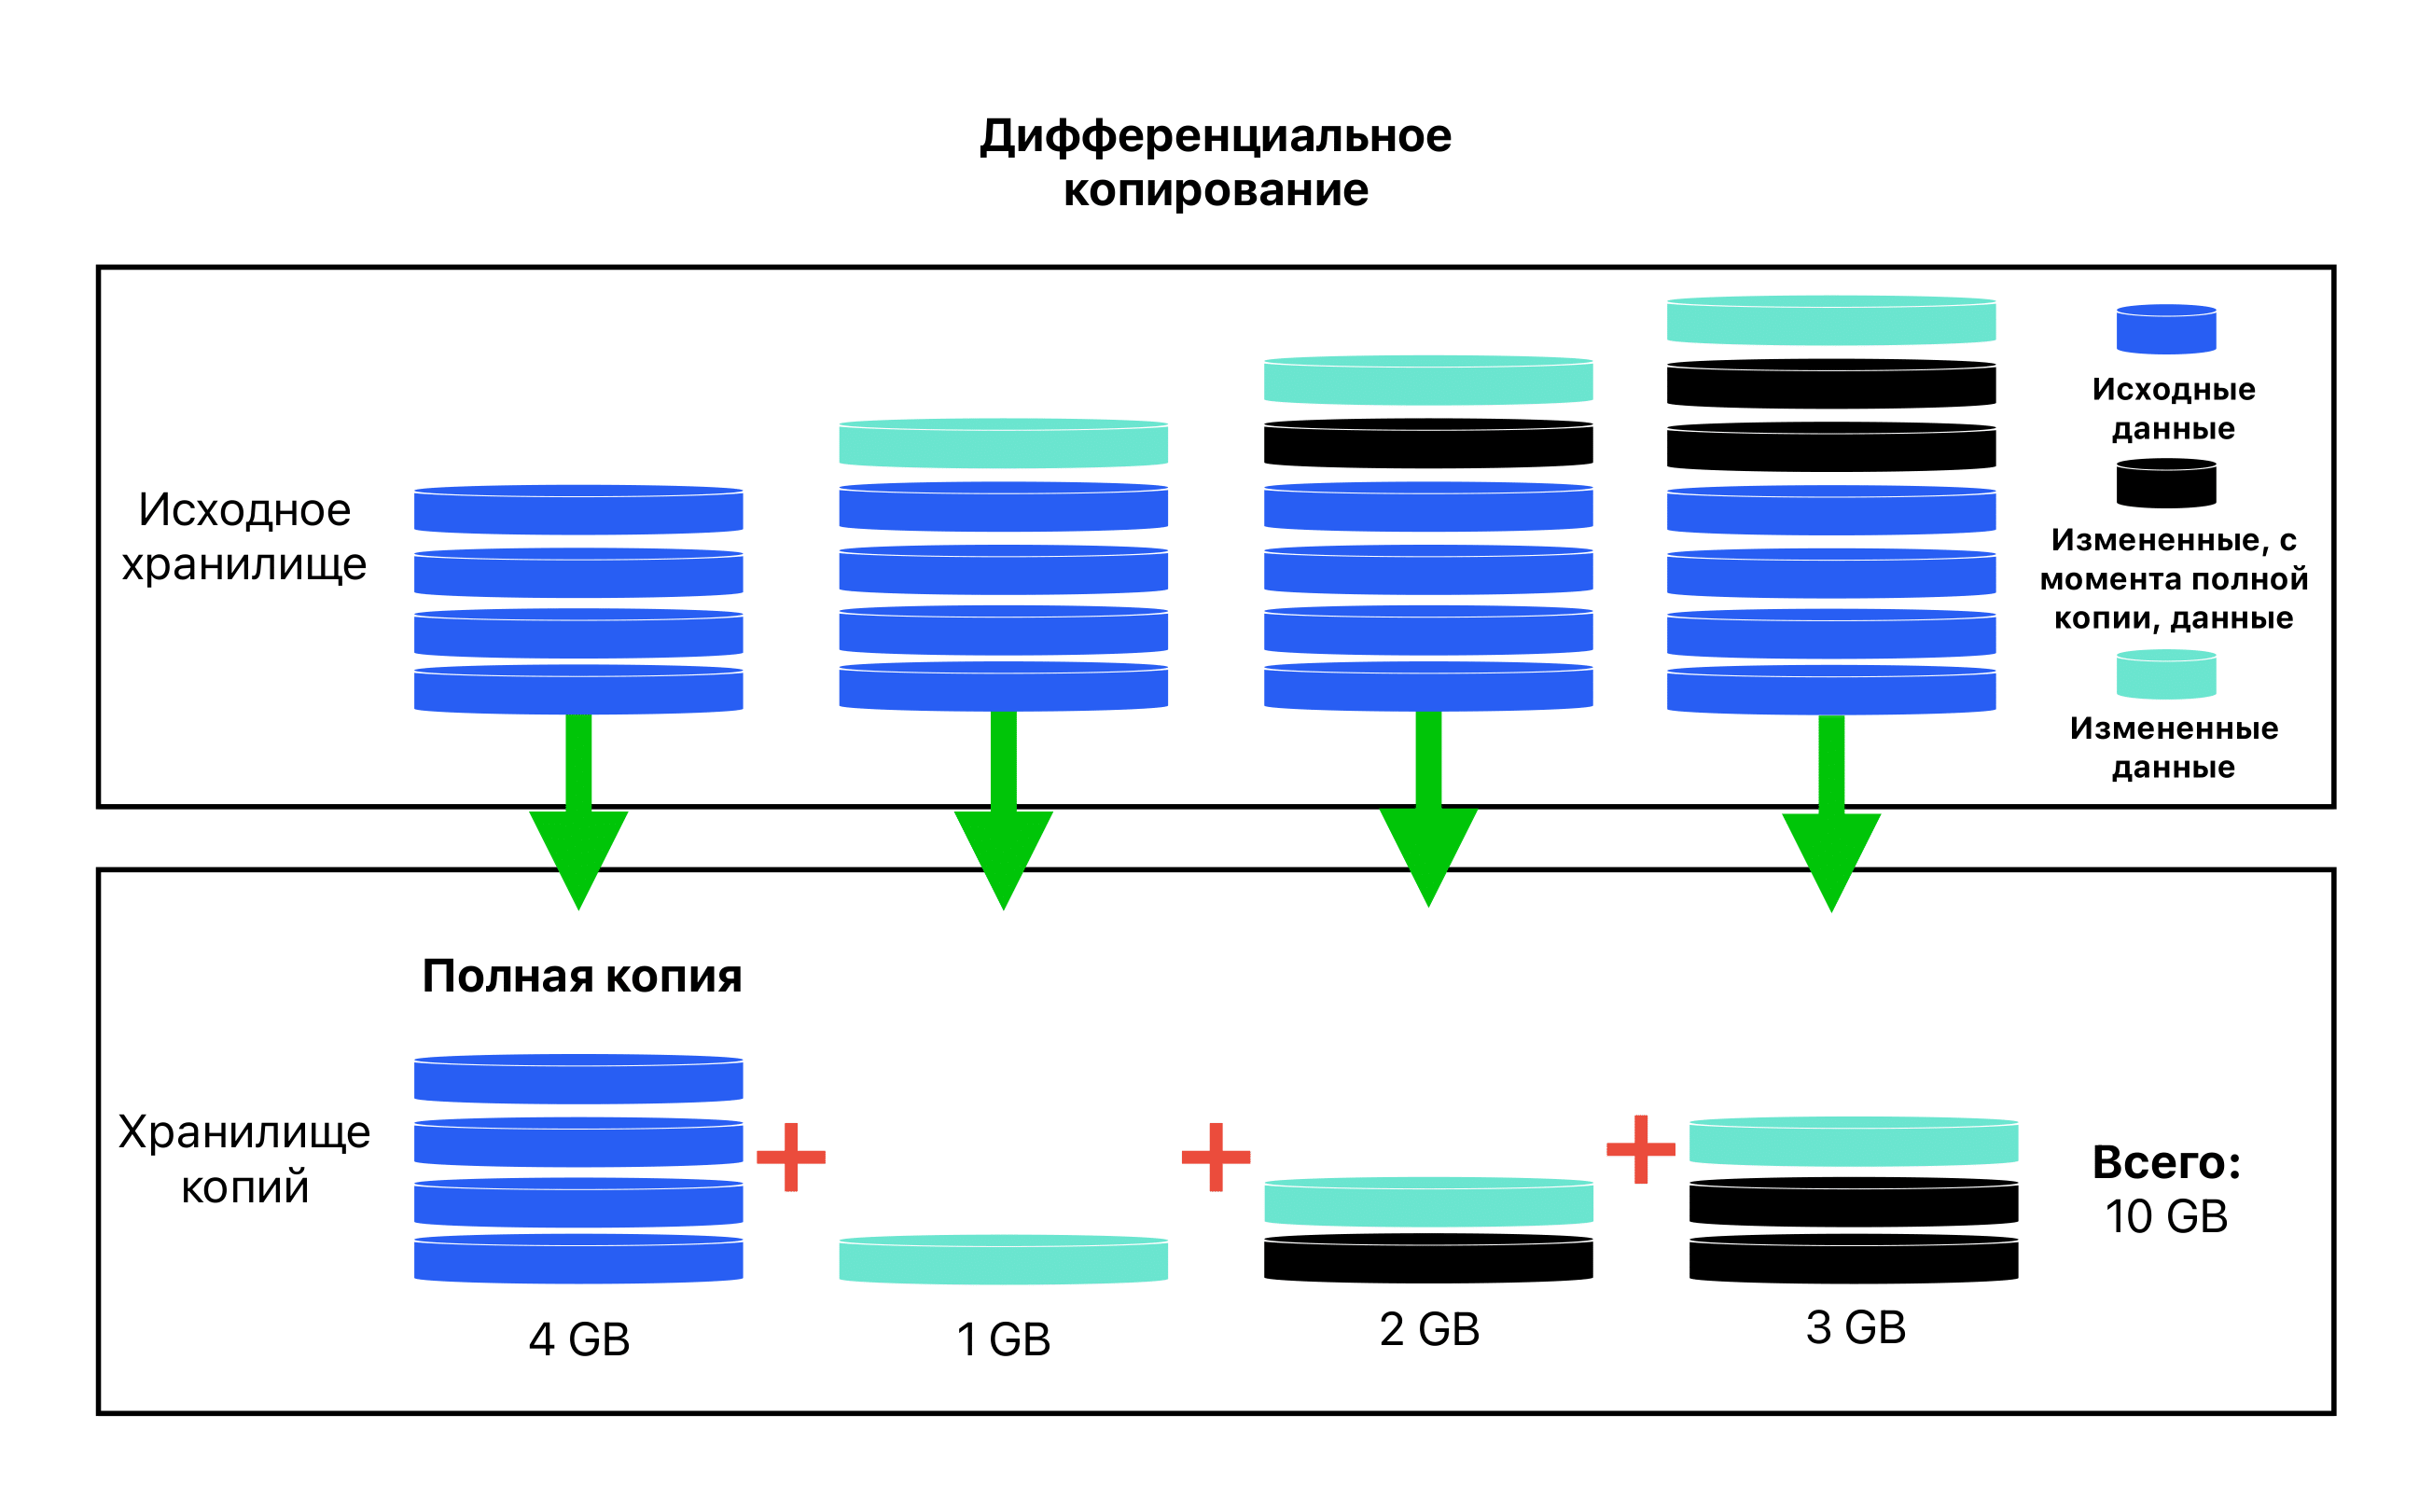 Дифференциальное
копирование
Исходное
хранилище
Исходные
данные
Измененные, с
момента полной
копии, данные
Измененные
данные
Полная копия
Хранилище
копий
4 GB
1 GB
2 GB
3 GB
Всего:
10 GB